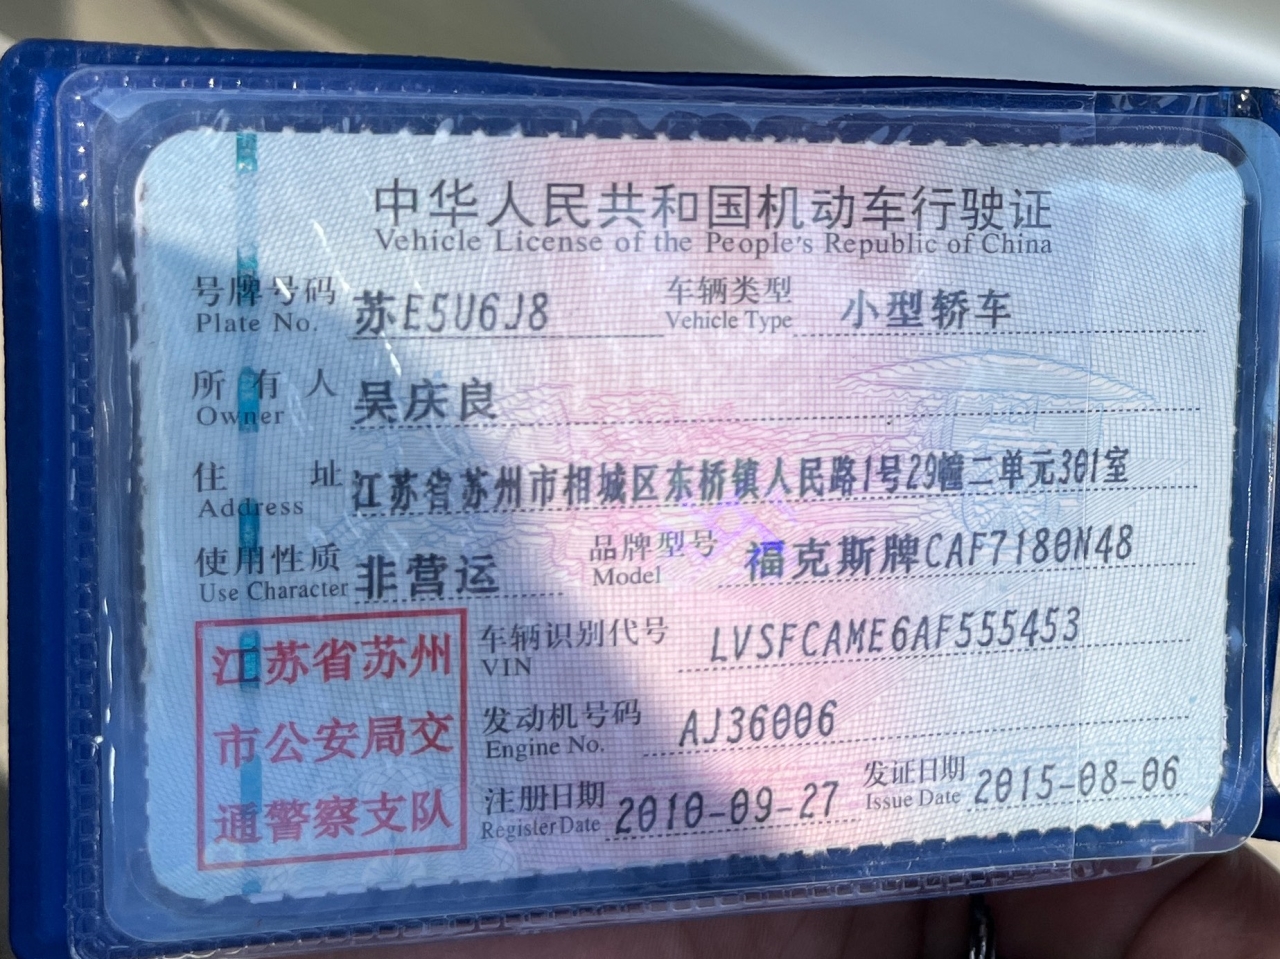 中华人民共和国机动车行驶证
Vehicle License of the People's Republic of China
号牌号码 苏E5U6J8 车辆类型 小型轿车
Plate No. Vehicle Type
所有人 吴庆良
Owner
住址 江苏省苏州市相城区东桥镇人民路1号29幢二单元301室
Address
使用性质 非营运 品牌型号 福克斯牌CAF7180N48
Use Character Model
江苏省苏州
市公安局交
通警察支队
车辆识别代号 LVSFCAME6AF555453
VIN
发动机号码 AJ36006
Engine No.
注册日期 2010-09-27 发证日期 2015-08-06
Register Date Issue Date